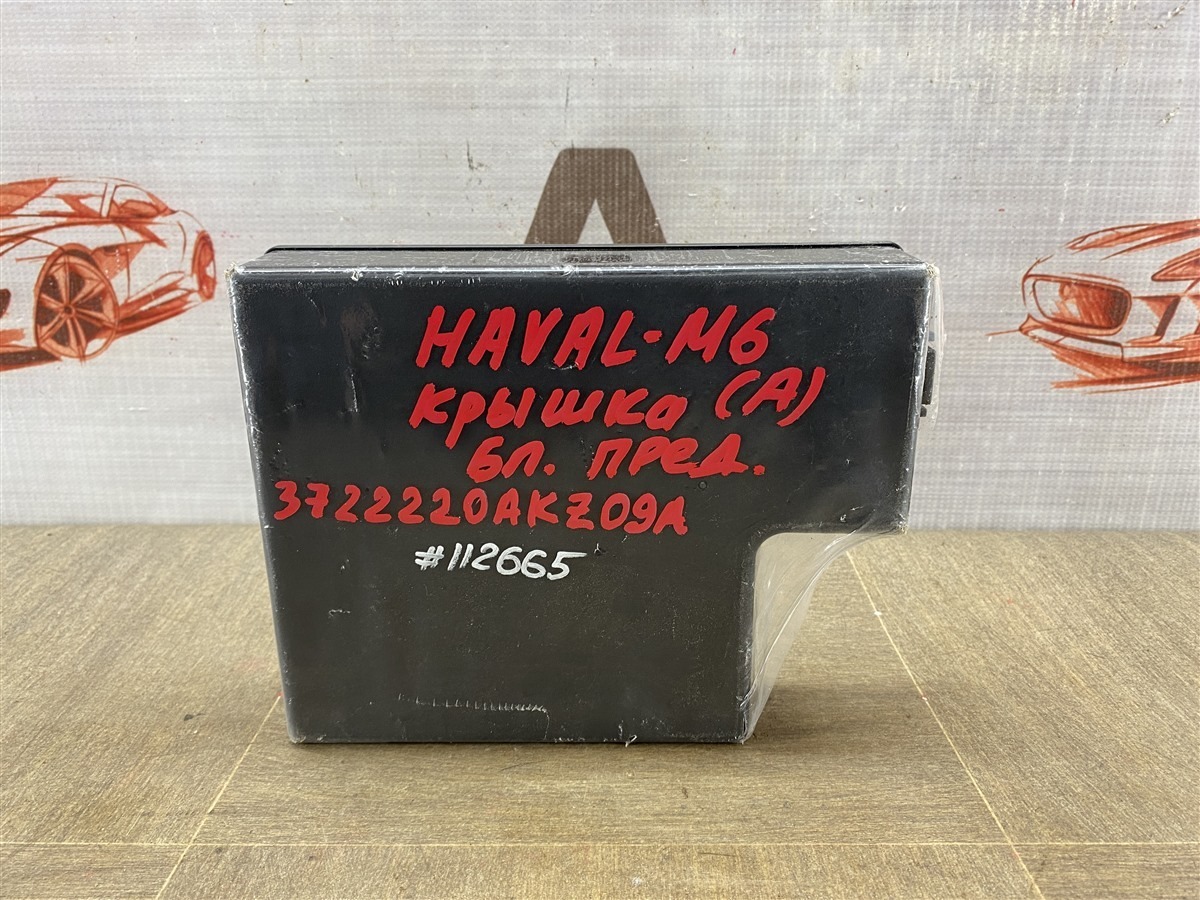 HAVAL-M6
крышка (А)
бл. пред.
3722220AKZ09A
#112665